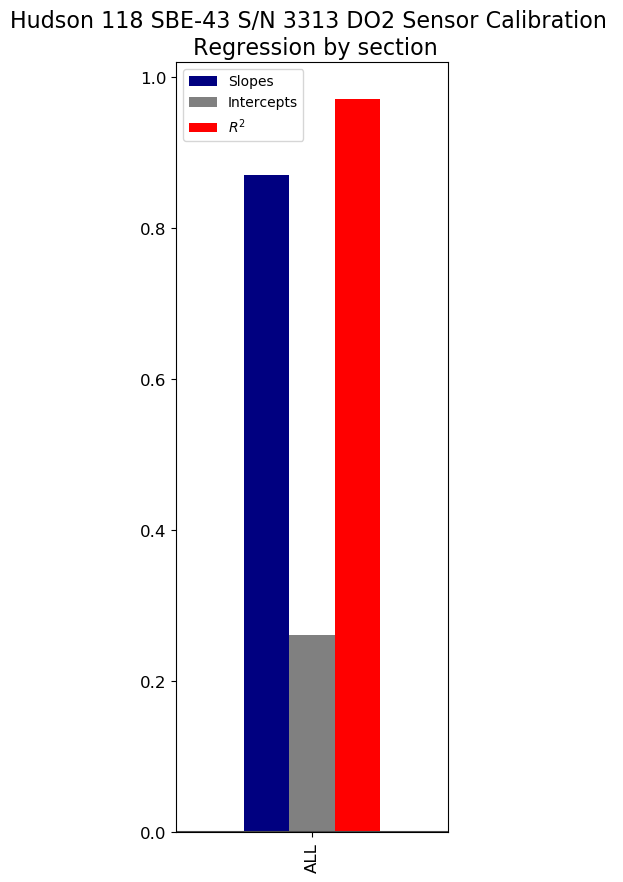 Hudson 118 SBE-43 S/N 3313 DO2 Sensor Calibration
Regression by section
Slopes
Intercepts
R²
1.0
0.8
0.6
0.4
0.2
0.0
ALL